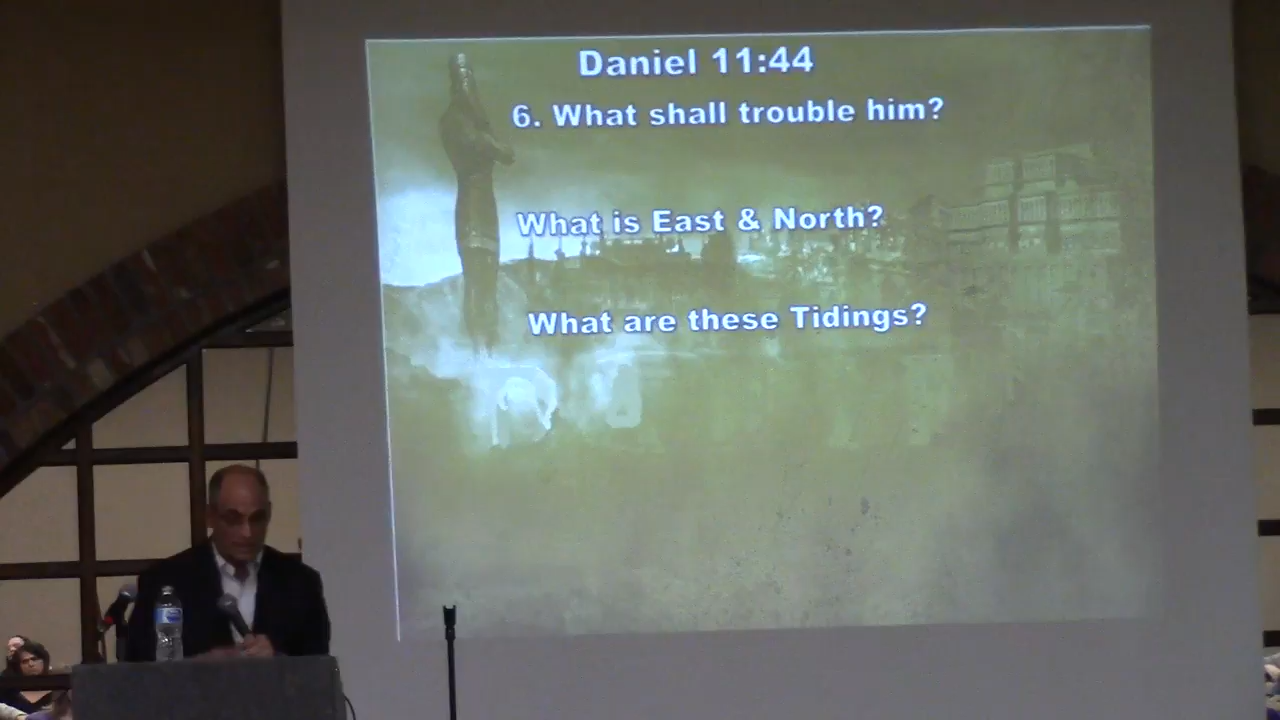 Daniel 11:44
6. What shall trouble him?
What is East & North?
What are these Tidings?